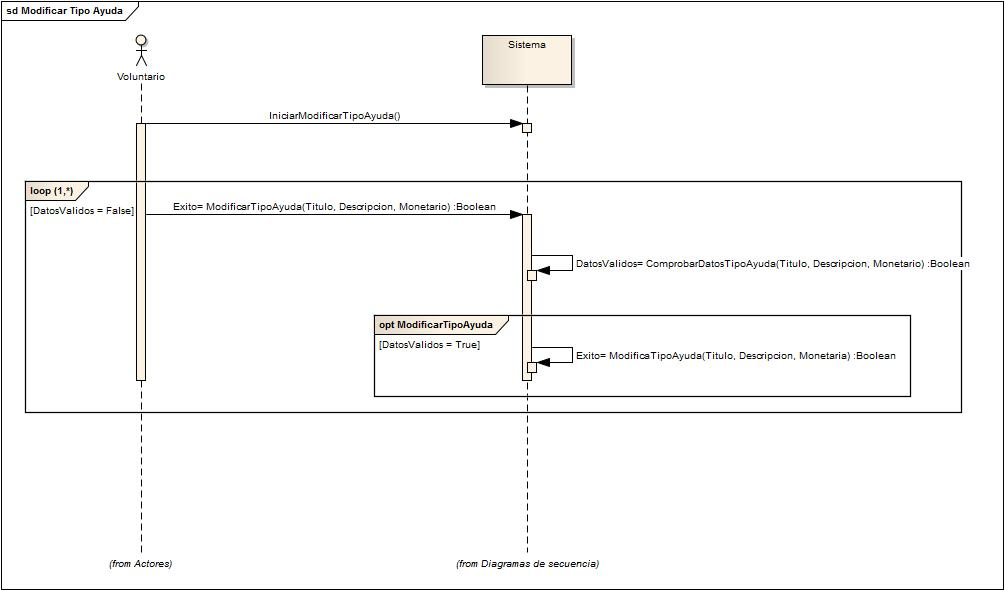 sd Modificar Tipo Ayuda
Voluntario
Sistema
IniciarModificarTipoAyuda()
loop (1,*)
[DatosValidos = False]
Exito= ModificarTipoAyuda(Titulo, Descripcion, Monetario) :Boolean
DatosValidos= ComprobarDatosTipoAyuda(Titulo, Descripcion, Monetario) :Boolean
opt ModificarTipoAyuda
[DatosValidos = True]
Exito= ModificaTipoAyuda(Titulo, Descripcion, Monetaria) :Boolean
(from Actores)
(from Diagramas de secuencia)